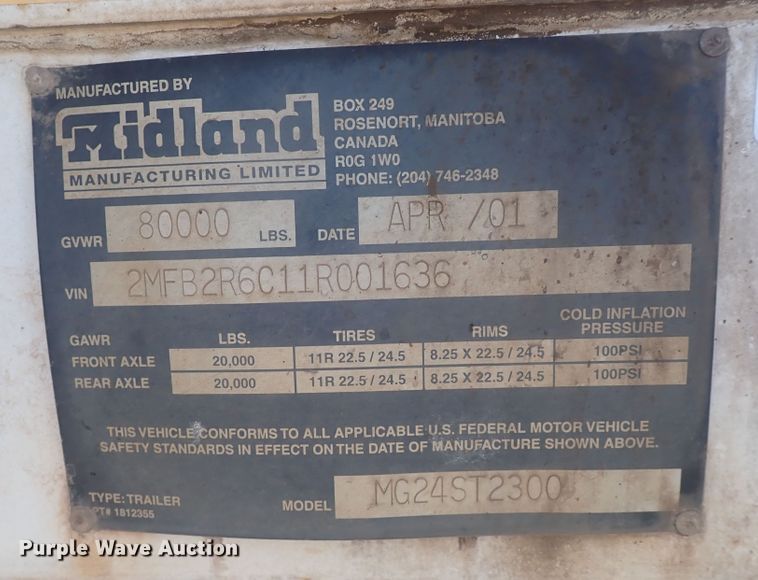 MANUFACTURED BY
Midland
MANUFACTURING LIMITED
BOX 249
ROSENORT, MANITOBA
CANADA
R0G 1W0
PHONE: (204) 746-2348
GVWR 80000 LBS. DATE APR /01
VIN 2MFB2R6C11R001636
GAWR LBS. TIRES RIMS COLD INFLATION PRESSURE
FRONT AXLE 20,000 11R 22.5 / 24.5 8.25 X 22.5 / 24.5 100PSI
REAR AXLE 20,000 11R 22.5 / 24.5 8.25 X 22.5 / 24.5 100PSI
THIS VEHICLE CONFORMS TO ALL APPLICABLE U.S. FEDERAL MOTOR VEHICLE
SAFETY STANDARDS IN EFFECT ON THE DATE OF MANUFACTURE SHOWN ABOVE.
TYPE: TRAILER MODEL MG24ST2300
PT# 1812355
Purple Wave Auction